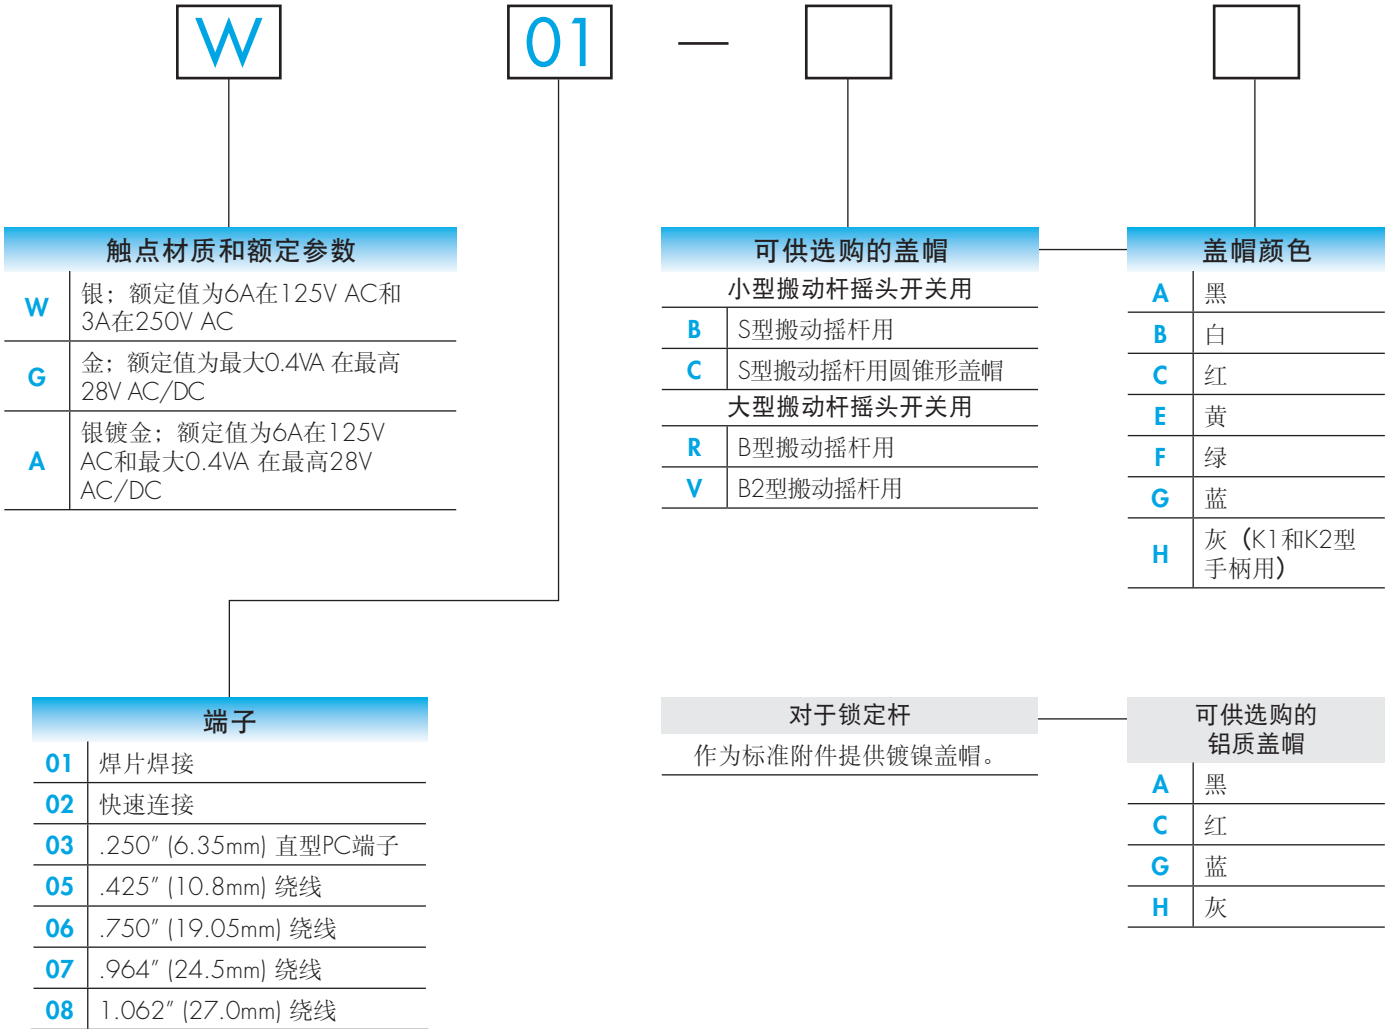 W 01 —
触点材质和额定参数
W 银；额定值为6A在125V AC和
3A在250V AC
G 金；额定值为最大0.4VA 在最高
28V AC/DC
A 银镀金；额定值为6A在125V
AC和最大0.4VA 在最高28V
AC/DC
可供选购的盖帽
小型搬动杆摇头开关用
B S型搬动摇杆用
C S型搬动摇杆用圆锥形盖帽
大型搬动杆摇头开关用
R B型搬动摇杆用
V B2型搬动摇杆用
盖帽颜色
A 黑
B 白
C 红
E 黄
F 绿
G 蓝
H 灰（K1和K2型
手柄用）
端子
01 焊片焊接
02 快速连接
03 .250" (6.35mm) 直型PC端子
05 .425" (10.8mm) 绕线
06 .750" (19.05mm) 绕线
07 .964" (24.5mm) 绕线
08 1.062" (27.0mm) 绕线
对于锁定杆
作为标准附件提供镀镍盖帽。
可供选购的
铝质盖帽
A 黑
C 红
G 蓝
H 灰